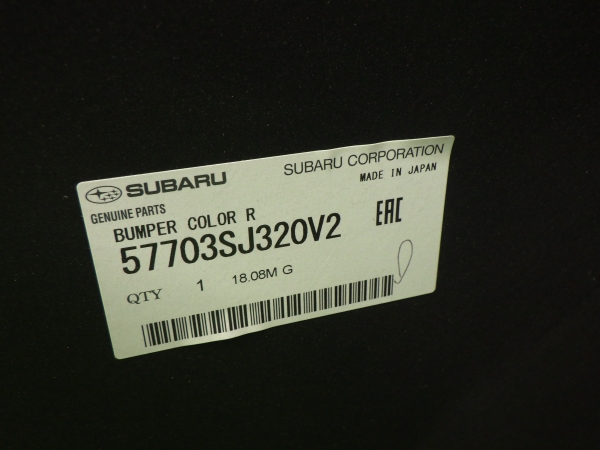 SUBARU
SUBARU CORPORATION
GENUINE PARTS
MADE IN JAPAN
BUMPER COLOR R
57703SJ320V2
EAC
QTY 1 18.08M G